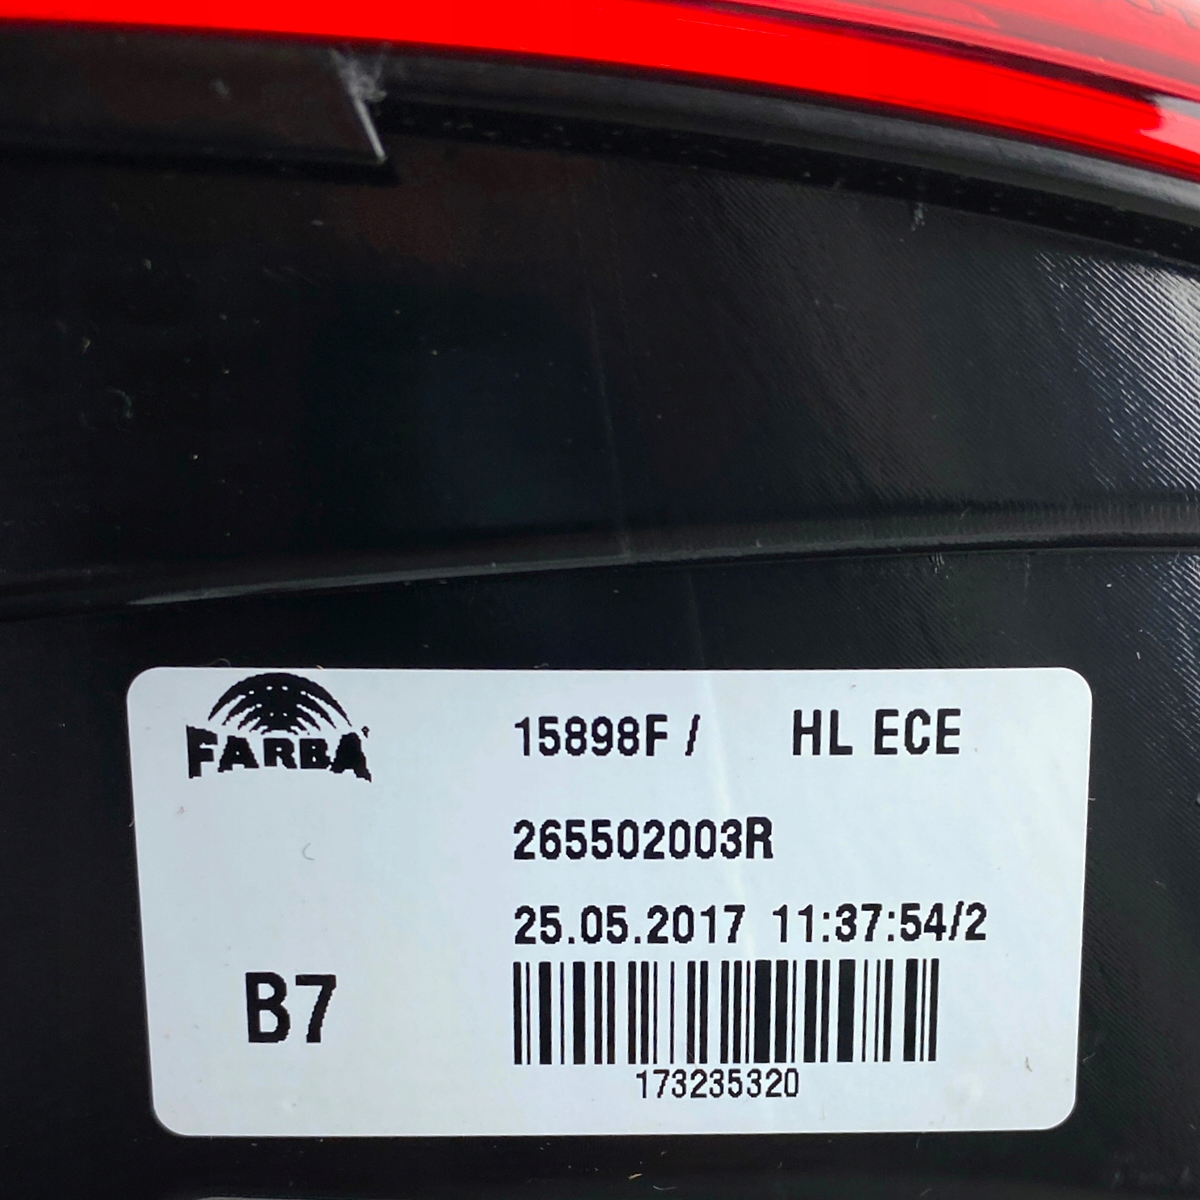 FARBA
15898F / HL ECE
265502003R
25.05.2017 11:37:54/2
B7
173235320